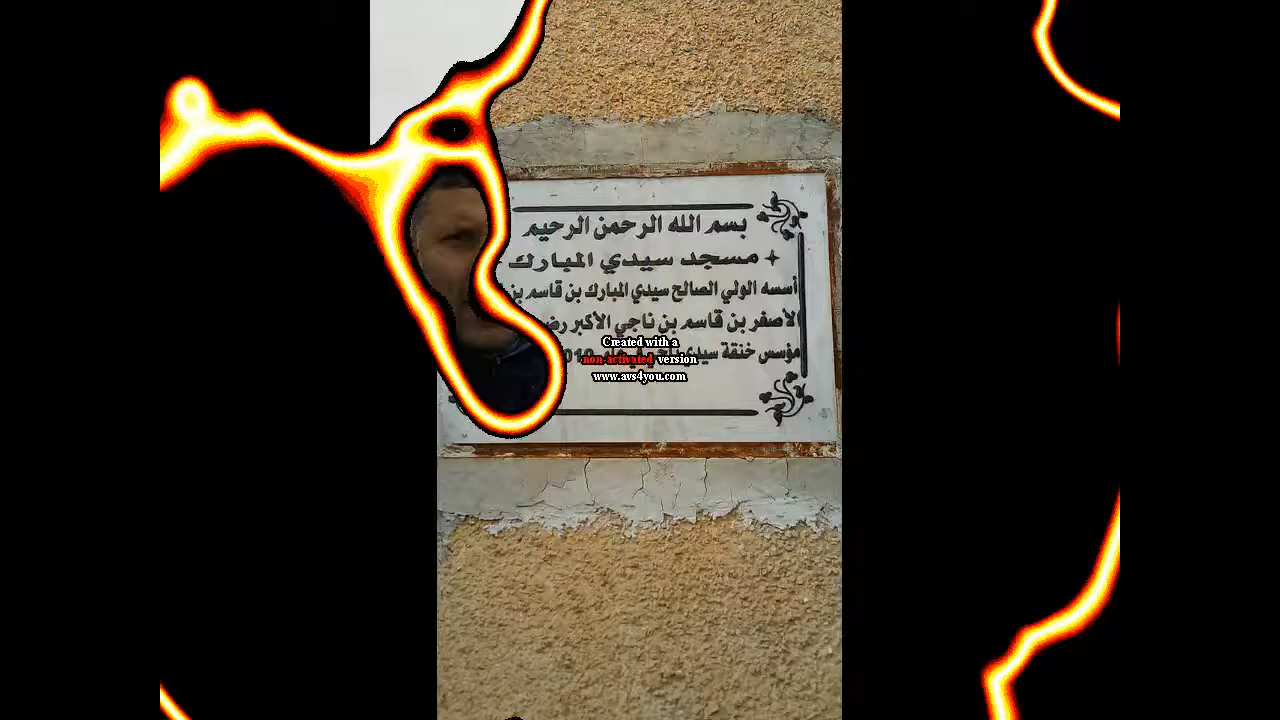 بسم الله الرحمن الرحيم
مسجد سيدي المبارك
أسسه الولي الصالح سيدي المبارك بن قاسم بن
الأصغر بن قاسم بن ناجي الأكبر
مؤسس خنقة سيدي
Created with a
non-activated version
www.avs4you.com